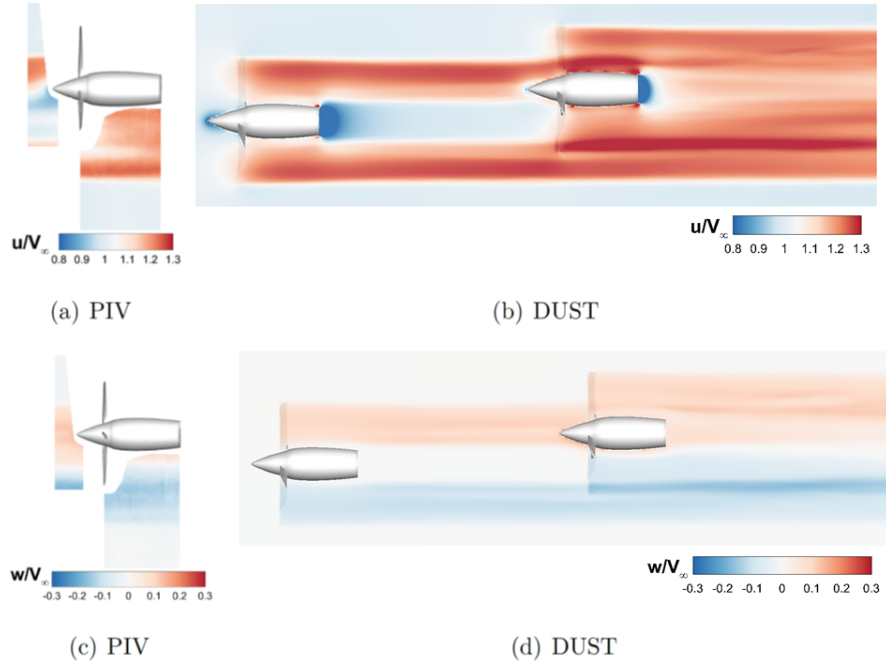 u/V∞
0.8 0.9 1 1.1 1.2 1.3
u/V∞
0.8 0.9 1 1.1 1.2 1.3
(a) PIV
(b) DUST
w/V∞
-0.3 -0.2 -0.1 0 0.1 0.2 0.3
w/V∞
-0.3 -0.2 -0.1 0 0.1 0.2 0.3
(c) PIV
(d) DUST